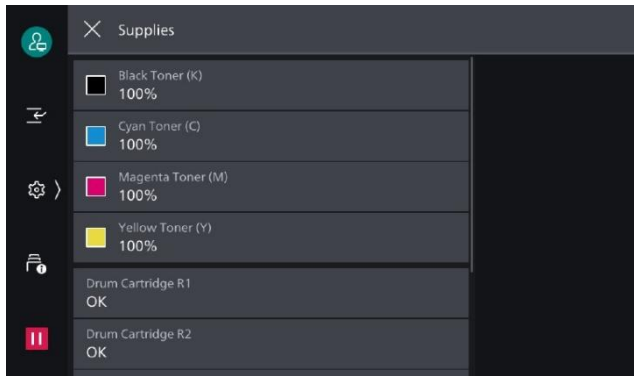 Supplies
Black Toner (K)
100%
Cyan Toner (C)
100%
Magenta Toner (M)
100%
Yellow Toner (Y)
100%
Drum Cartridge R1
OK
Drum Cartridge R2
OK